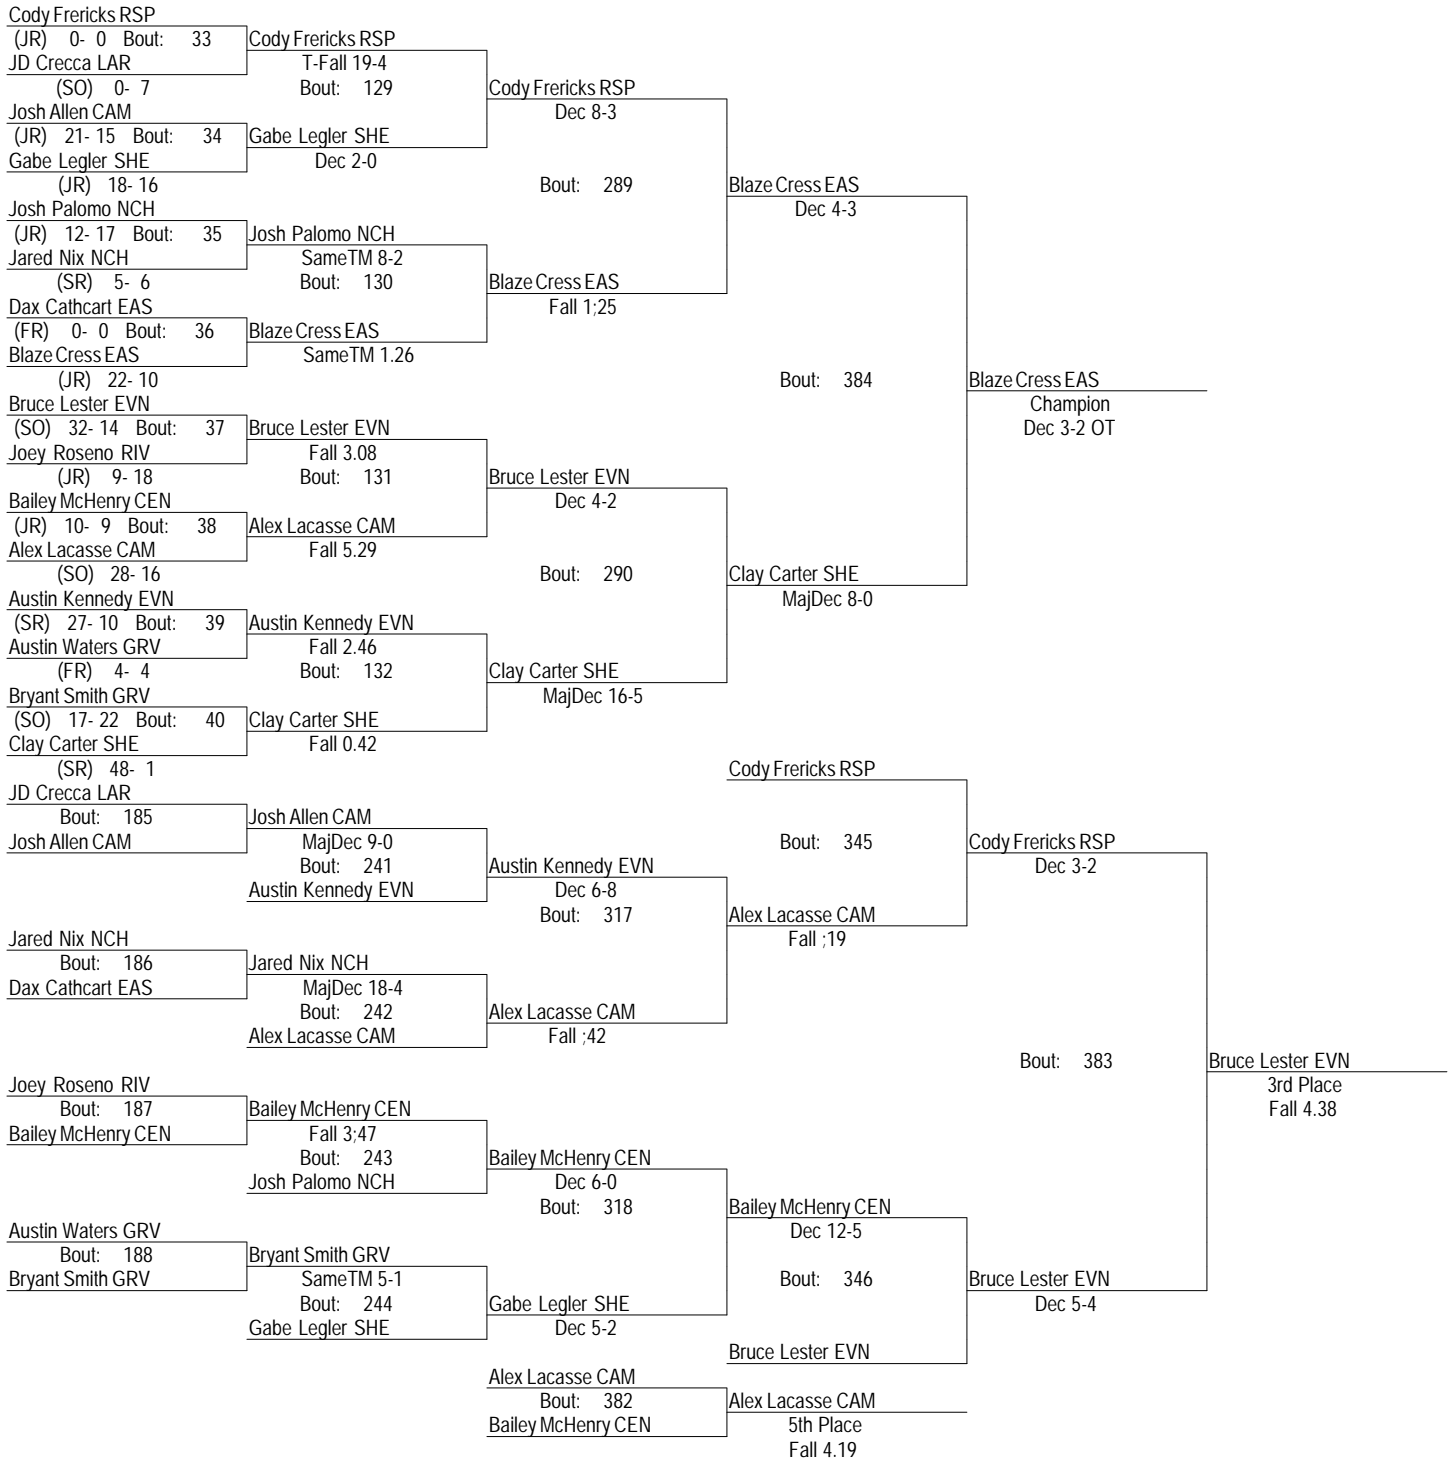 Cody Frericks RSP
(JR) 0- 0 Bout: 33
JD Crecca LAR
(SO) 0- 7
Josh Allen CAM
(JR) 21- 15 Bout: 34
Gabe Legler SHE
(JR) 18- 16
Josh Palomo NCH
(JR) 12- 17 Bout: 35
Jared Nix NCH
(SR) 5- 6
Dax Cathcart EAS
(FR) 0- 0 Bout: 36
Blaze Cress EAS
(JR) 22- 10
Bruce Lester EVN
(SO) 32- 14 Bout: 37
Joey Roseno RIV
(JR) 9- 18
Bailey McHenry CEN
(JR) 10- 9 Bout: 38
Alex Lacasse CAM
(SO) 28- 16
Austin Kennedy EVN
(SR) 27- 10 Bout: 39
Austin Waters GRV
(FR) 4- 4
Bryant Smith GRV
(SO) 17- 22 Bout: 40
Clay Carter SHE
(SR) 48- 1
Cody Frericks RSP
T-Fall 19-4
Bout: 129
Gabe Legler SHE
Dec 2-0
Josh Palomo NCH
SameTM 8-2
Bout: 130
Blaze Cress EAS
SameTM 1.26
Bruce Lester EVN
Fall 3.08
Bout: 131
Alex Lacasse CAM
Fall 5.29
Austin Kennedy EVN
Fall 2.46
Bout: 132
Clay Carter SHE
Fall 0.42
Cody Frericks RSP
Dec 8-3
Bout: 289
Blaze Cress EAS
Fall 1;25
Bruce Lester EVN
Dec 4-2
Bout: 290
Clay Carter SHE
MajDec 16-5
Blaze Cress EAS
Dec 4-3
Bout: 384
Clay Carter SHE
MajDec 8-0
Blaze Cress EAS
Champion
Dec 3-2 OT
JD Crecca LAR
Bout: 185
Josh Allen CAM
Jared Nix NCH
Bout: 186
Dax Cathcart EAS
Joey Roseno RIV
Bout: 187
Bailey McHenry CEN
Austin Waters GRV
Bout: 188
Bryant Smith GRV
Josh Allen CAM
MajDec 9-0
Bout: 241
Austin Kennedy EVN
Jared Nix NCH
MajDec 18-4
Bout: 242
Alex Lacasse CAM
Bailey McHenry CEN
Fall 3;47
Bout: 243
Josh Palomo NCH
Bryant Smith GRV
SameTM 5-1
Bout: 244
Gabe Legler SHE
Austin Kennedy EVN
Dec 6-8
Bout: 317
Alex Lacasse CAM
Fall ;42
Bailey McHenry CEN
Dec 6-0
Bout: 318
Gabe Legler SHE
Dec 5-2
Cody Frericks RSP
Bout: 345
Alex Lacasse CAM
Fall ;19
Bailey McHenry CEN
Dec 12-5
Bout: 346
Bruce Lester EVN
Cody Frericks RSP
Dec 3-2
Bout: 383
Bruce Lester EVN
Dec 5-4
Bruce Lester EVN
3rd Place
Fall 4.38
Alex Lacasse CAM
Bout: 382
Bailey McHenry CEN
Alex Lacasse CAM
5th Place
Fall 4.19